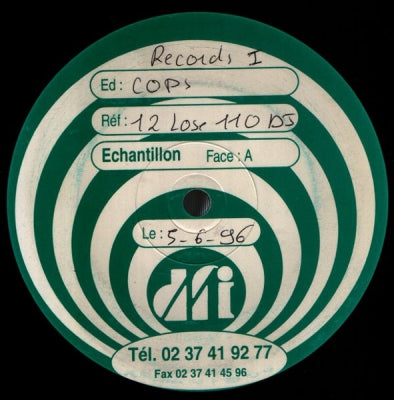 Records I
Ed: COPS
Réf: 12 Lose 110 DJ
Echantillon Face: A
Le: 5-6-96
dMi
Tél. 02 37 41 92 77
Fax 02 37 41 45 96